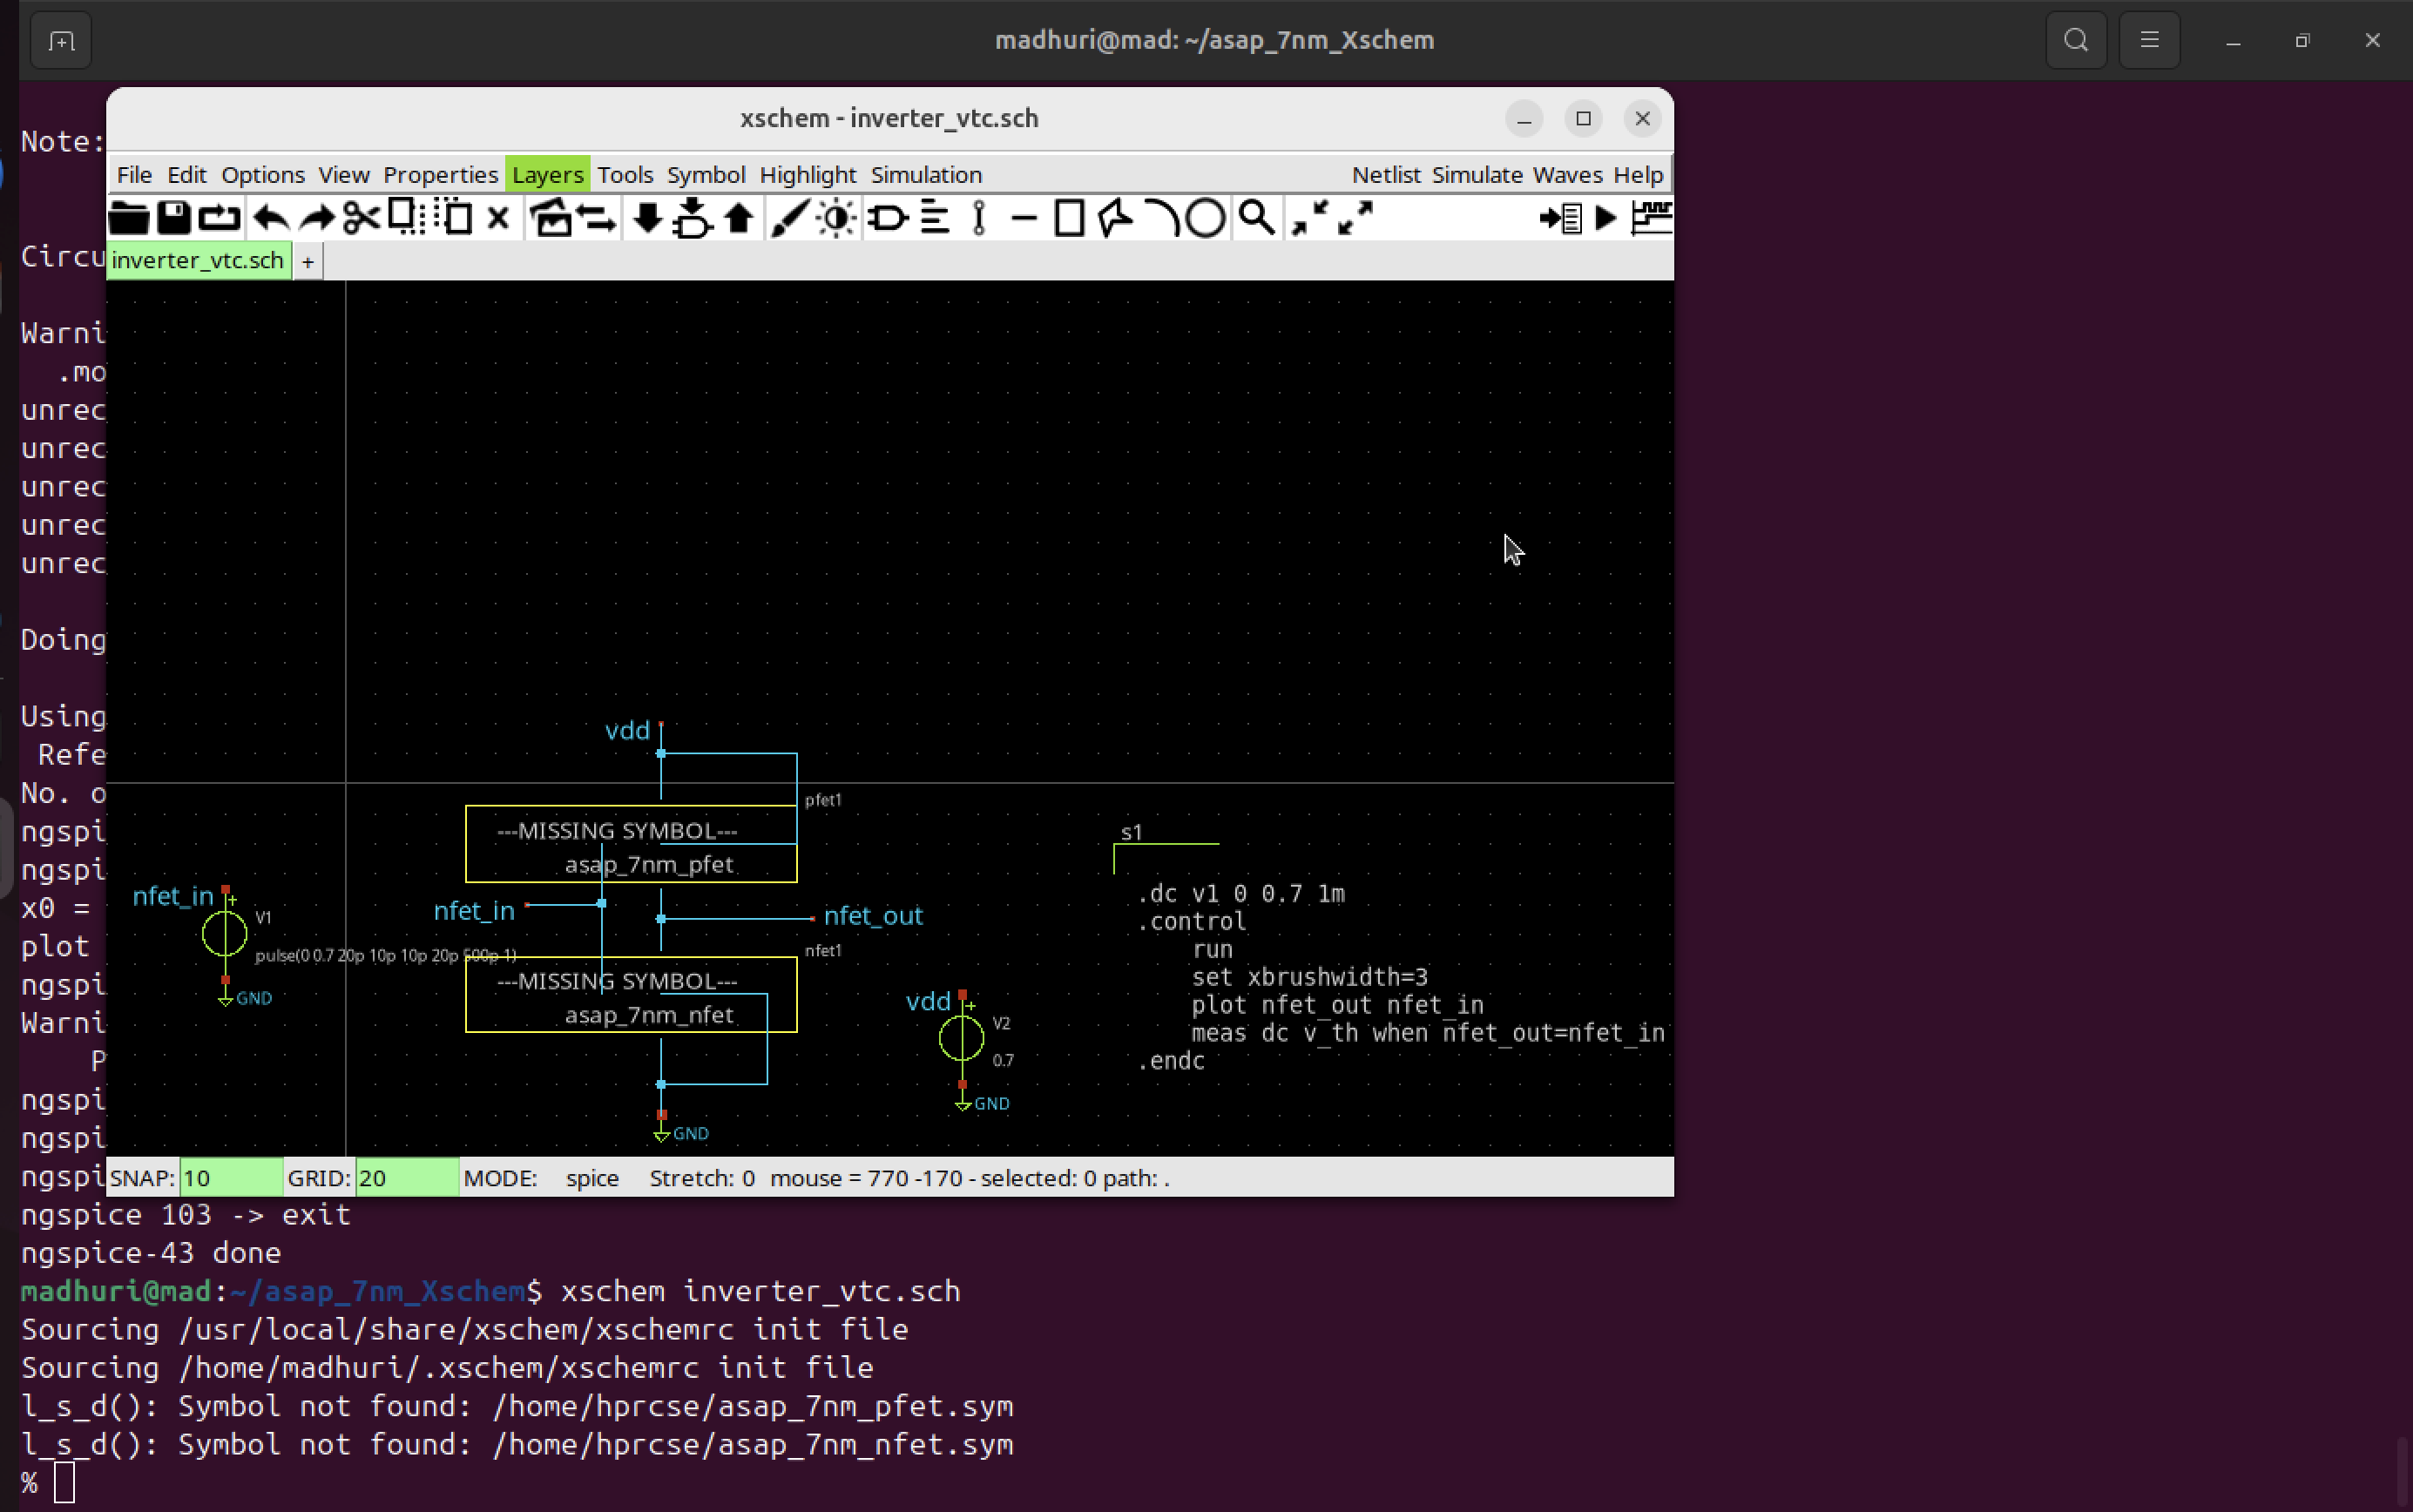 madhuri@mad: ~/asap_7nm_Xschem
xschem - inverter_vtc.sch
File Edit Options View Properties Layers Tools Symbol Highlight Simulation Netlist Simulate Waves Help
inverter_vtc.sch +
Note:
Circu
Warni
.mo
unrec
unrec
unrec
unrec
unrec
Doing
Using
Refe
No. o
ngspi
ngspi
x0 =
plot
ngspi
Warni
P
ngspi
ngspi
ngspi
vdd
pfet1
---MISSING SYMBOL---
asap_7nm_pfet
nfet_in
V1
pulse(0 0.7 20p 10p 10p 20p 500p 1)
GND
nfet_in
nfet_out
nfet1
---MISSING SYMBOL---
asap_7nm_nfet
GND
vdd
V2
0.7
GND
s1
.dc v1 0 0.7 1m
.control
run
set xbrushwidth=3
plot nfet_out nfet_in
meas dc v_th when nfet_out=nfet_in
.endc
SNAP: 10 GRID: 20 MODE: spice Stretch: 0 mouse = 770 -170 - selected: 0 path: .
ngspice 103 -> exit
ngspice-43 done
madhuri@mad:~/asap_7nm_Xschem$ xschem inverter_vtc.sch
Sourcing /usr/local/share/xschem/xschemrc init file
Sourcing /home/madhuri/.xschem/xschemrc init file
l_s_d(): Symbol not found: /home/hprcse/asap_7nm_pfet.sym
l_s_d(): Symbol not found: /home/hprcse/asap_7nm_nfet.sym
%